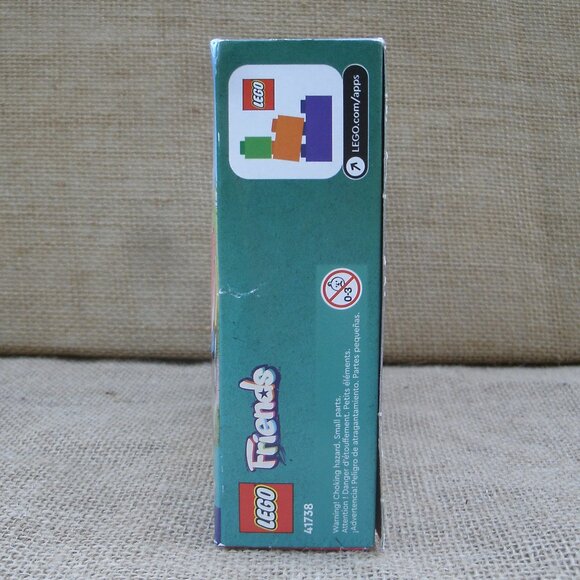 LEGO
LEGO.com/apps
0-3
LEGO
Friends
41738
Warning! Choking hazard. Small parts.
Attention ! Danger d'étouffement. Petits éléments.
¡Advertencia! Peligro de atragantamiento. Partes pequeñas.